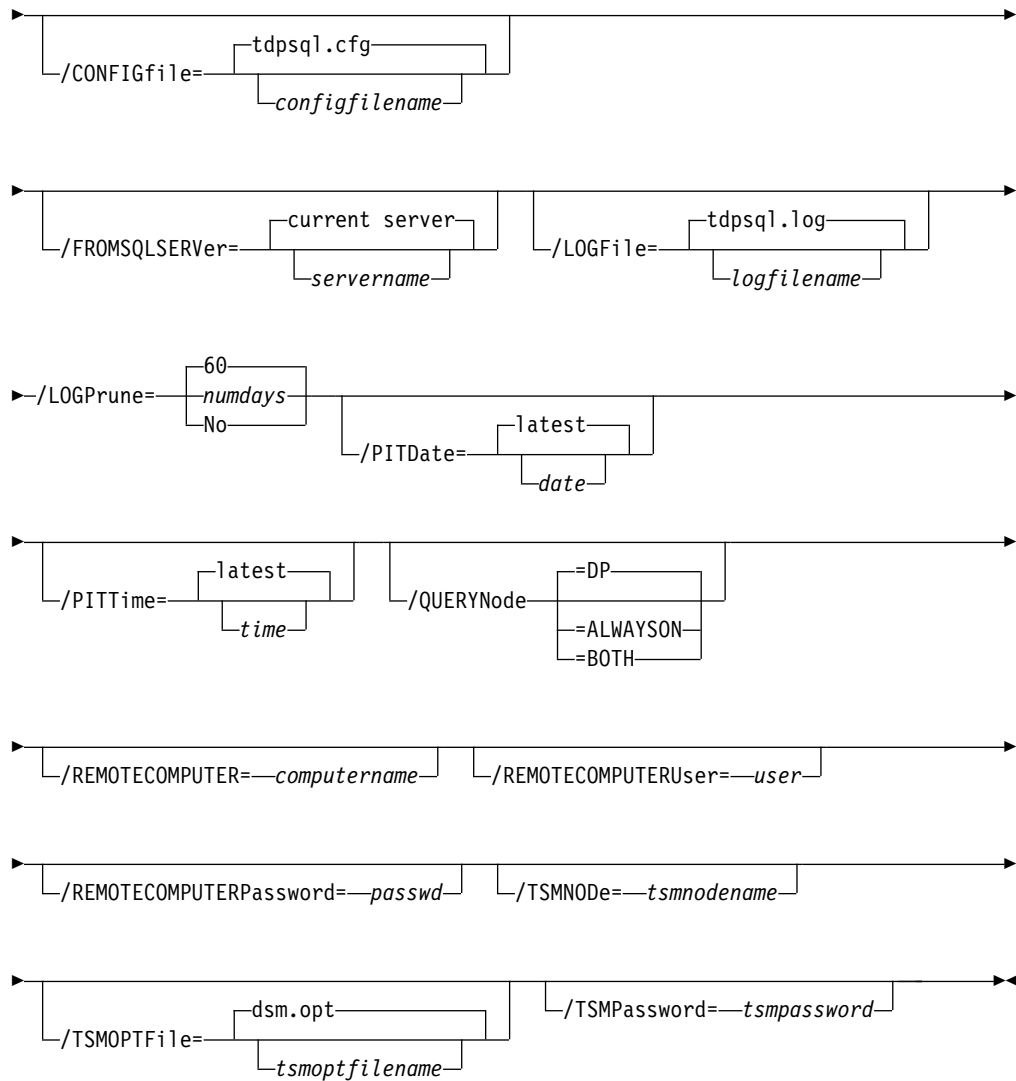 tdpsql.cfg
/CONFIGfile=
configfilename
current server
tdpsql.log
/FROMSQLSERVer=
/LOGFile=
servername
logfilename
60
/LOGPrune=
numdays
No
latest
/PITDate=
date
latest
=DP
/PITTime=
/QUERYNode
time
=ALWAYSON
=BOTH
/REMOTECOMPUTER= computername
/REMOTECOMPUTERUser= user
/REMOTECOMPUTERPassword= passwd
/TSMNODe= tsmnodename
dsm.opt
/TSMPassword= tsmpassword
/TSMOPTFile=
tsmoptfilename